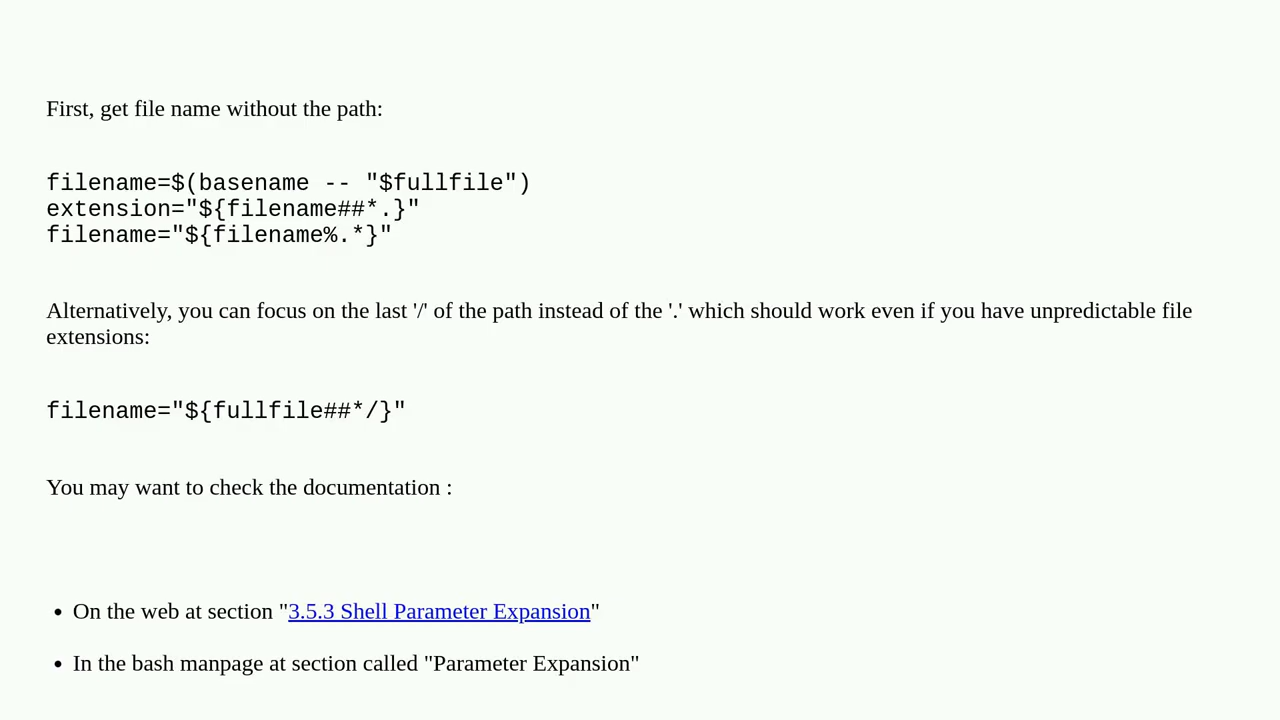 First, get file name without the path:
filename=$(basename -- "$fullfile")
extension="${filename##*.}"
filename="${filename%.*}"
Alternatively, you can focus on the last '/' of the path instead of the '.' which should work even if you have unpredictable file
extensions:
filename="${fullfile##*/}"
You may want to check the documentation :
• On the web at section "3.5.3 Shell Parameter Expansion"
• In the bash manpage at section called "Parameter Expansion"